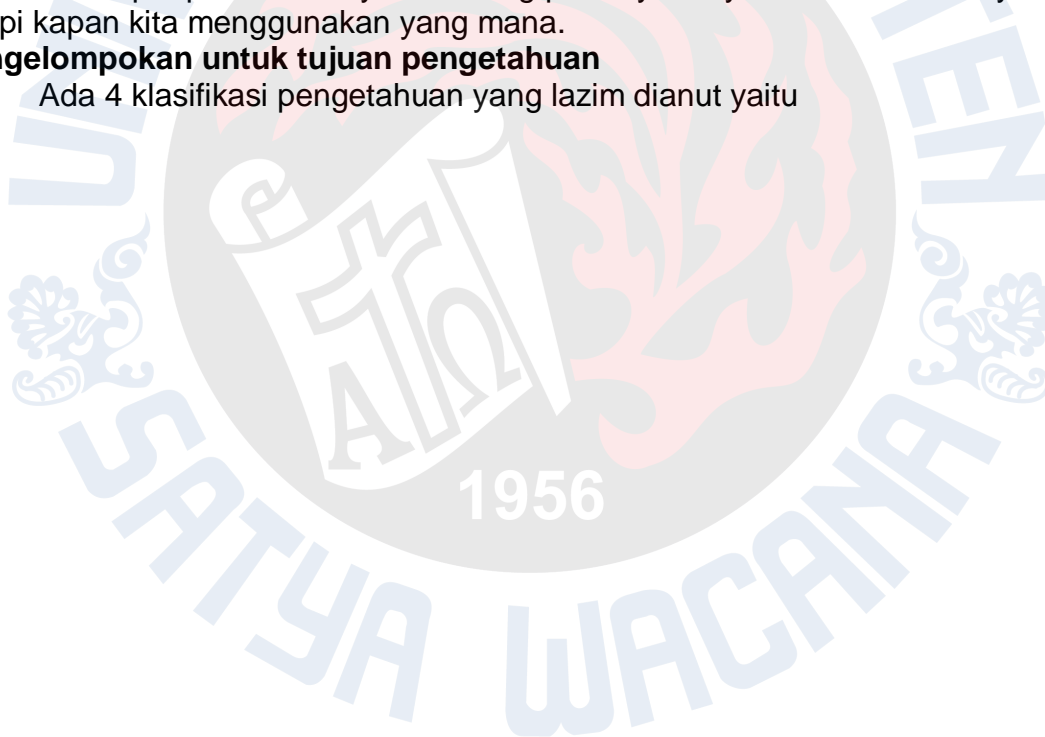 pi kapan kita menggunakan yang mana.
ngelompokan untuk tujuan pengetahuan
Ada 4 klasifikasi pengetahuan yang lazim dianut yaitu
ΑΩ
1956
SATYA WACANA